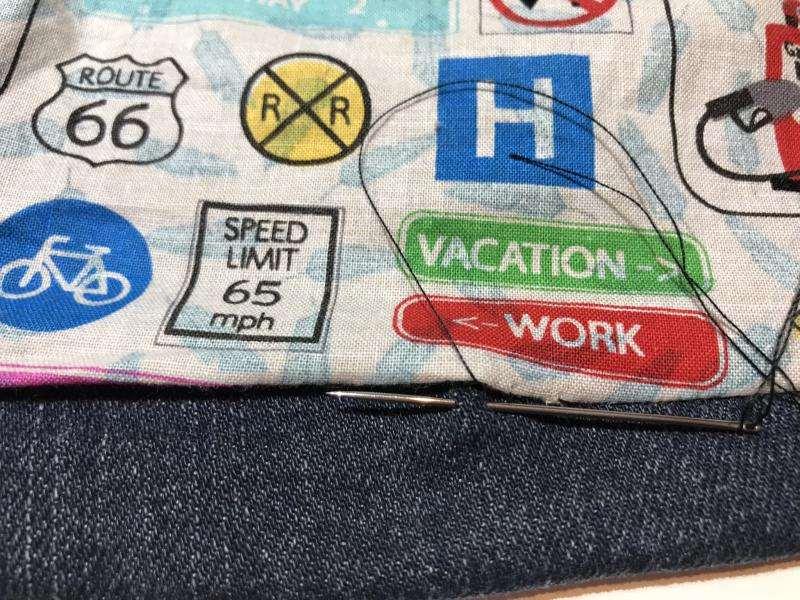 ROUTE
66
R R
H
SPEED
LIMIT
65
mph
VACATION ->
<- WORK